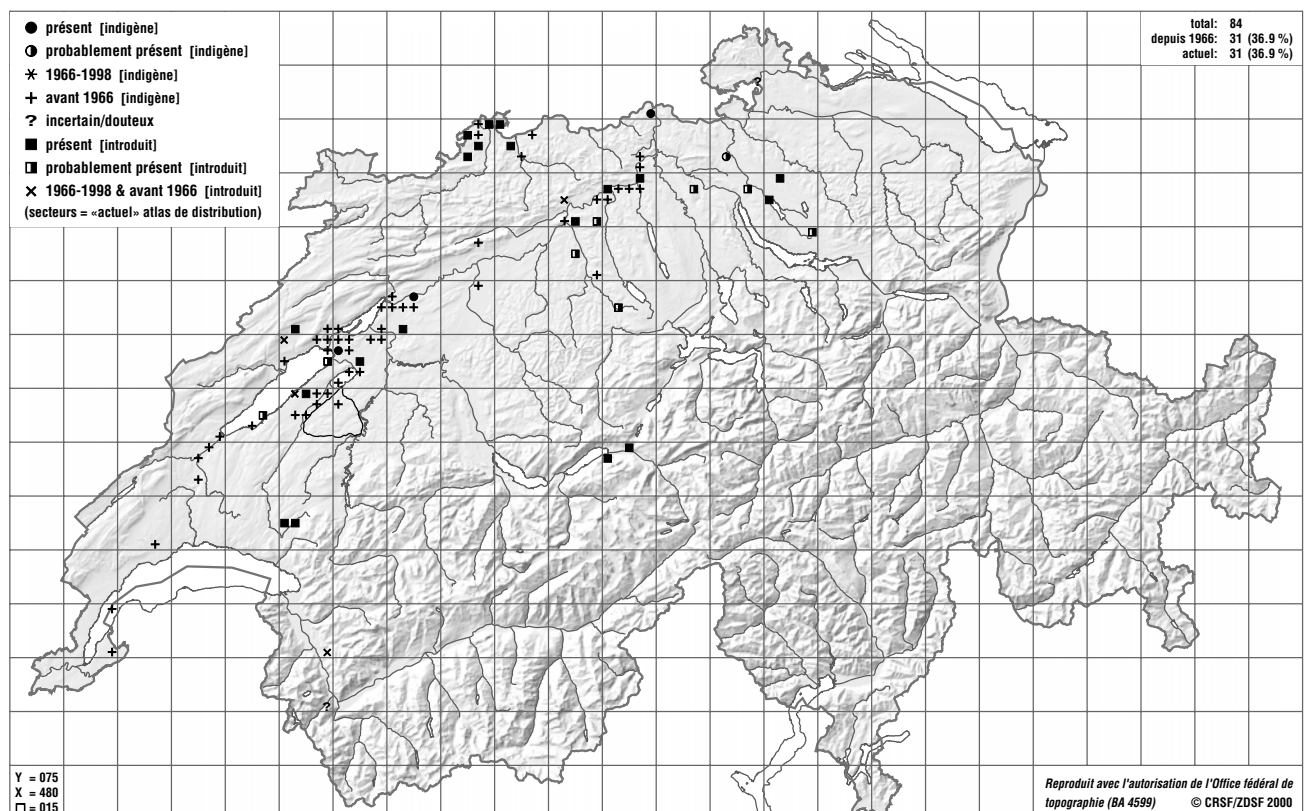 présent [indigène]
probablement présent [indigène]
1966-1998 [indigène]
avant 1966 [indigène]
? incertain/douteux
présent [introduit]
probablement présent [introduit]
1966-1998 & avant 1966 [introduit]
(secteurs = «actuel» atlas de distribution)
total: 84
depuis 1966: 31 (36.9 %)
actuel: 31 (36.9 %)
?
?
Y = 075
X = 480
= 015
Reproduit avec l'autorisation de l'Office fédéral de
topographie (BA 4599) © CRSF/ZDSF 2000